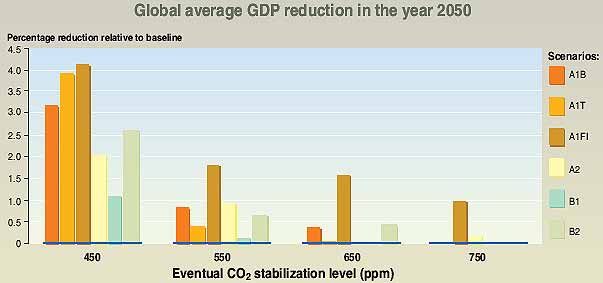 Global average GDP reduction in the year 2050
Percentage reduction relative to baseline
4.5
4.0
3.5
3.0
2.5
2.0
1.5
1.0
0.5
0
450
550
650
750
Eventual CO₂ stabilization level (ppm)
Scenarios:
A1B
A1T
A1FI
A2
B1
B2